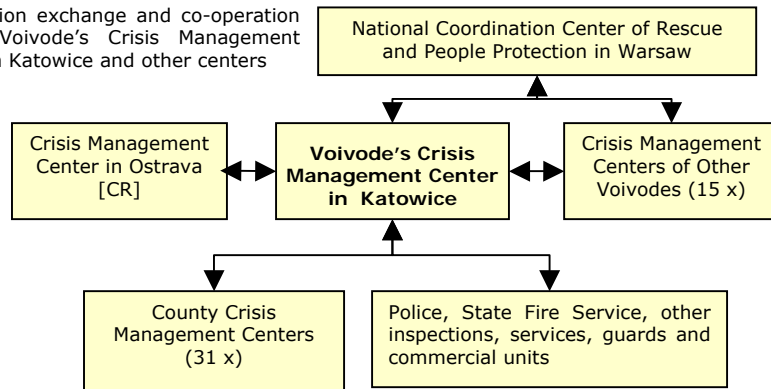 ion exchange and co-operation
Voivode's Crisis Management
Katowice and other centers
National Coordination Center of Rescue
and People Protection in Warsaw
Crisis Management
Center in Ostrava
[CR]
Voivode's Crisis
Management Center
in Katowice
Crisis Management
Centers of Other
Voivodes (15 x)
County Crisis
Management Centers
(31 x)
Police, State Fire Service, other
inspections, services, guards and
commercial units